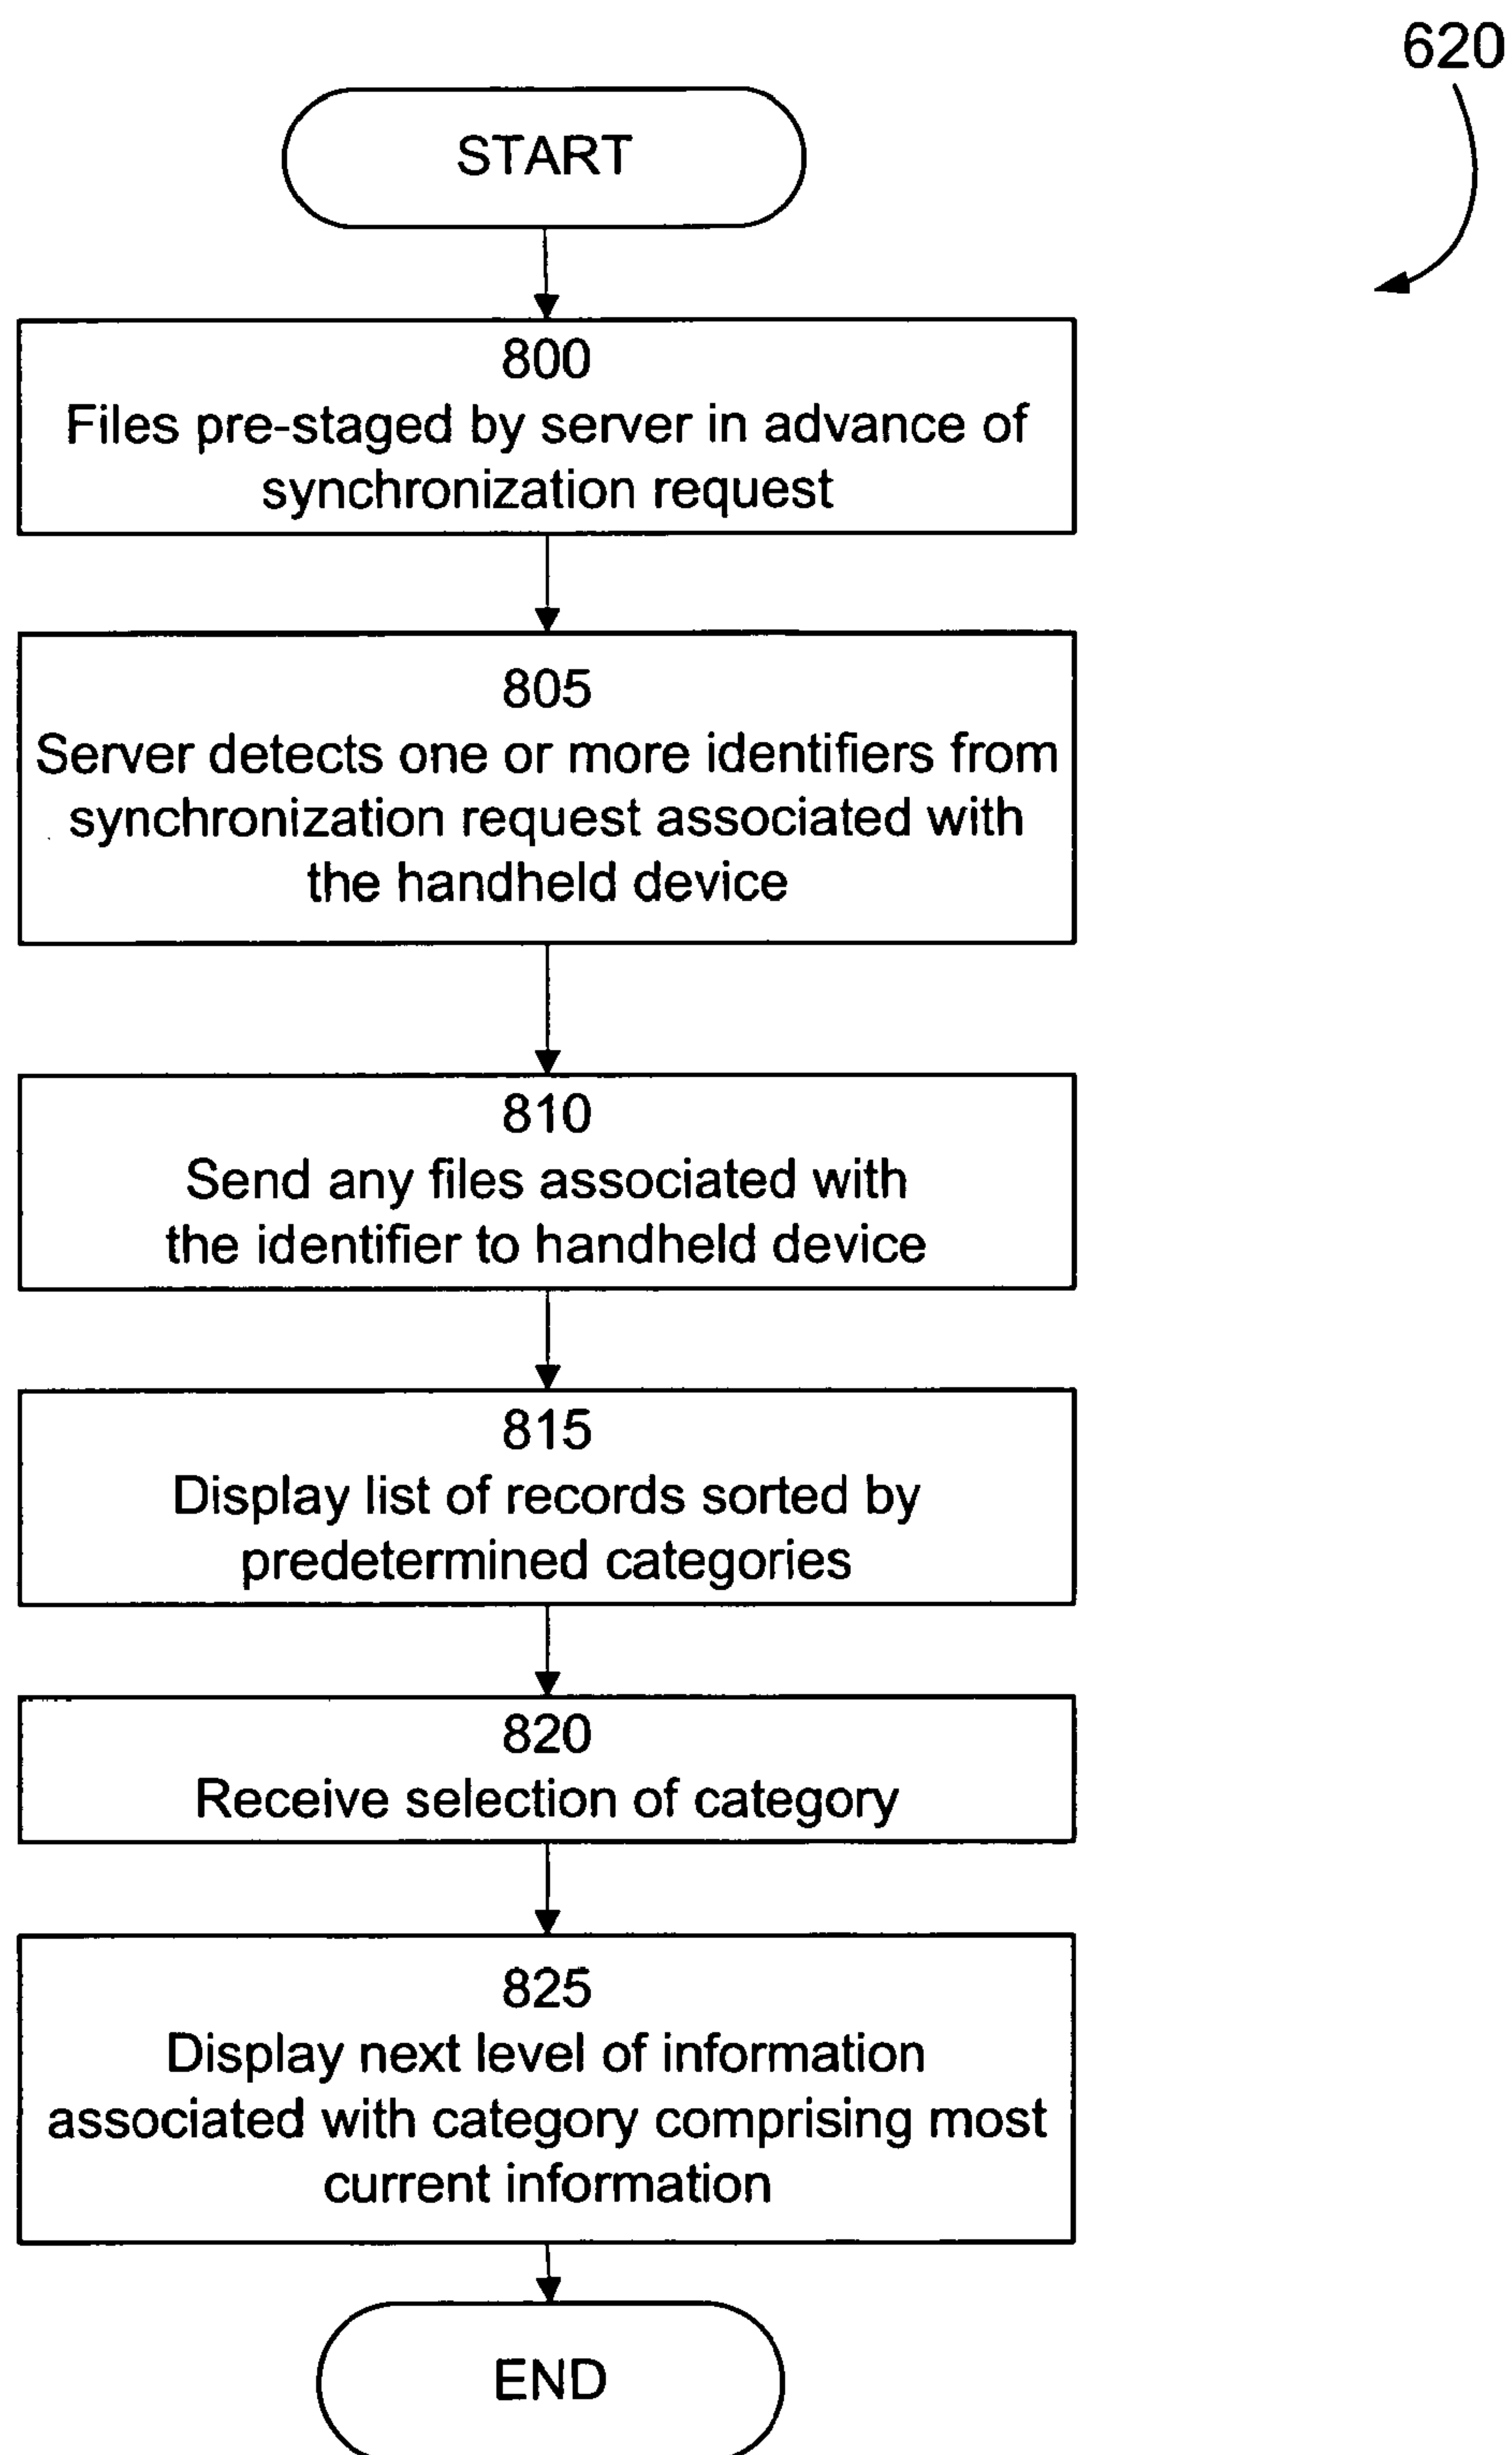 620
START
800
Files pre-staged by server in advance of
synchronization request
805
Server detects one or more identifiers from
synchronization request associated with
the handheld device
810
Send any files associated with
the identifier to handheld device
815
Display list of records sorted by
predetermined categories
820
Receive selection of category
825
Display next level of information
associated with category comprising most
current information
END